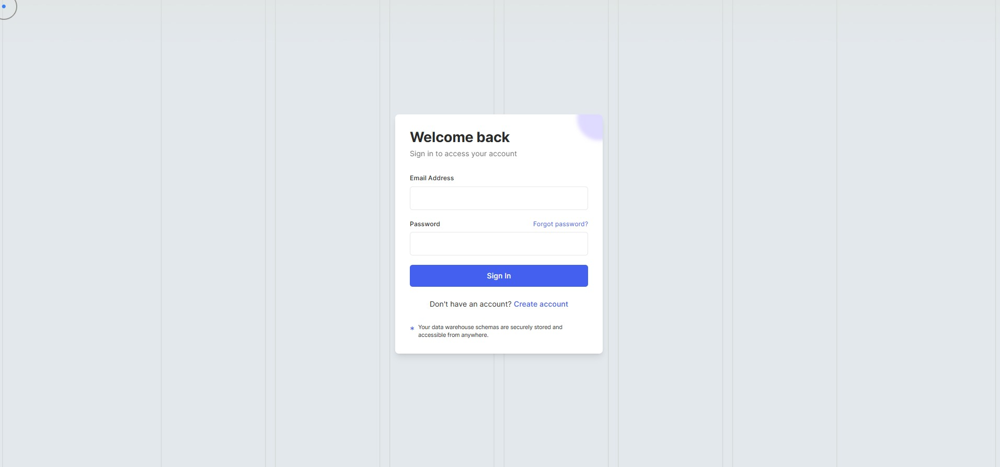 Welcome back
Sign in to access your account
Email Address
Password
Forgot password?
Sign In
Don't have an account? Create account
* Your data warehouse schemas are securely stored and
accessible from anywhere.